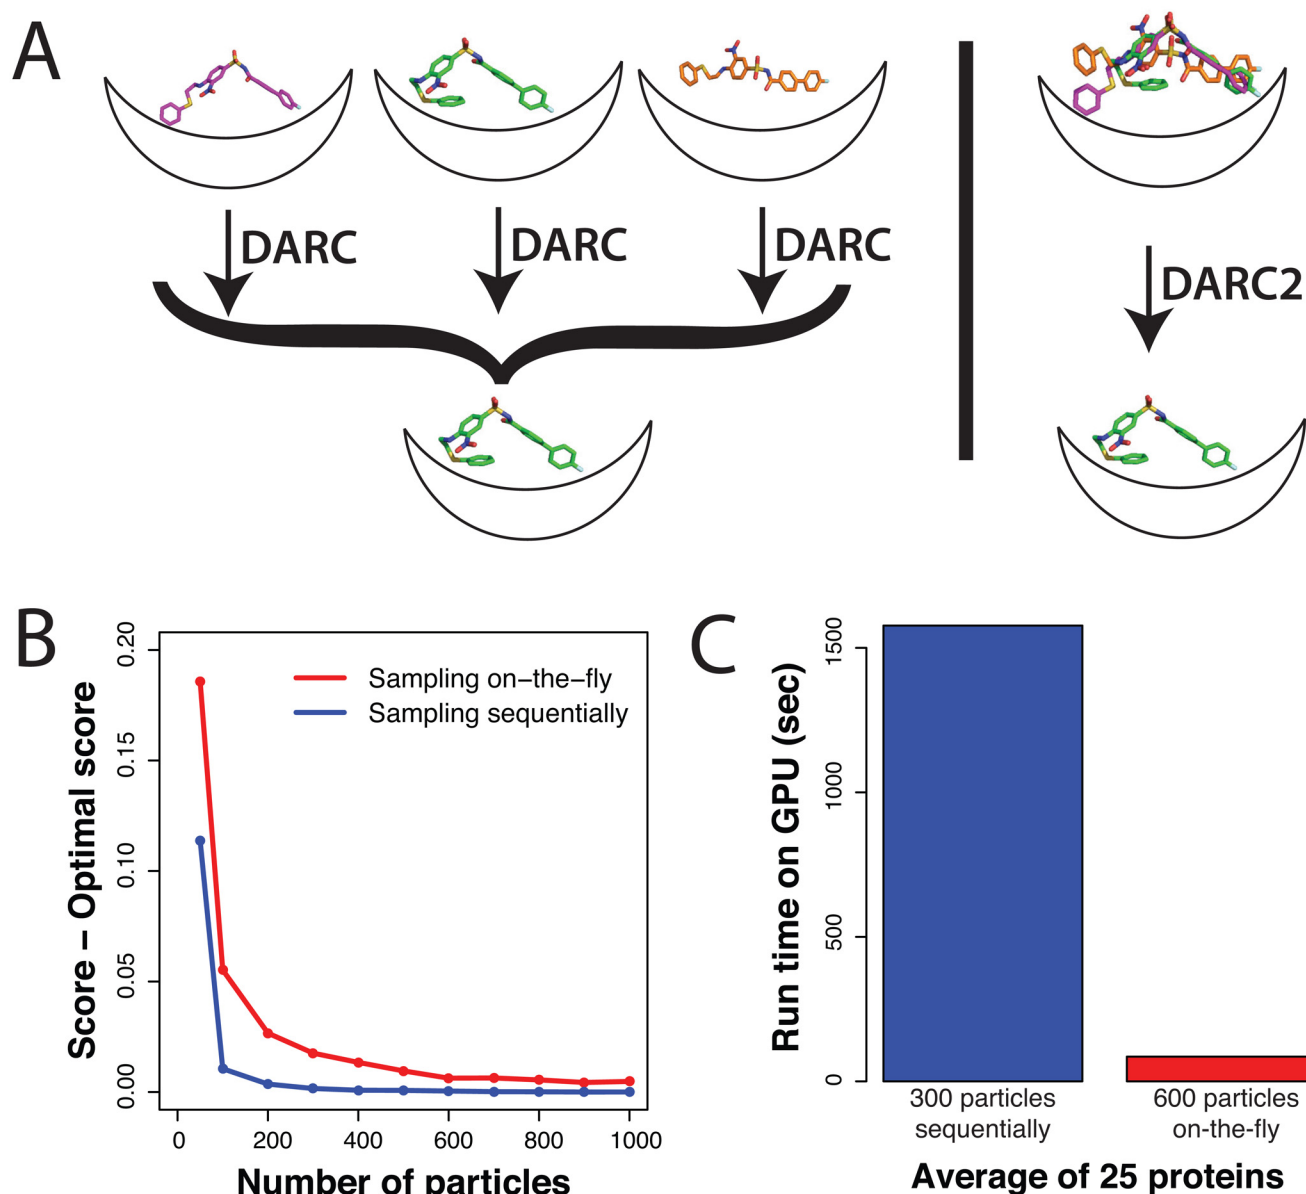 A
DARC
DARC
DARC
DARC2
B
Score – Optimal score
0.00 0.05 0.10 0.15 0.20
Sampling on–the–fly
Sampling sequentially
0 200 400 600 800 1000
Number of particles
C
Run time on GPU (sec)
0 500 1000 1500
300 particles
sequentially
600 particles
on-the-fly
Average of 25 proteins